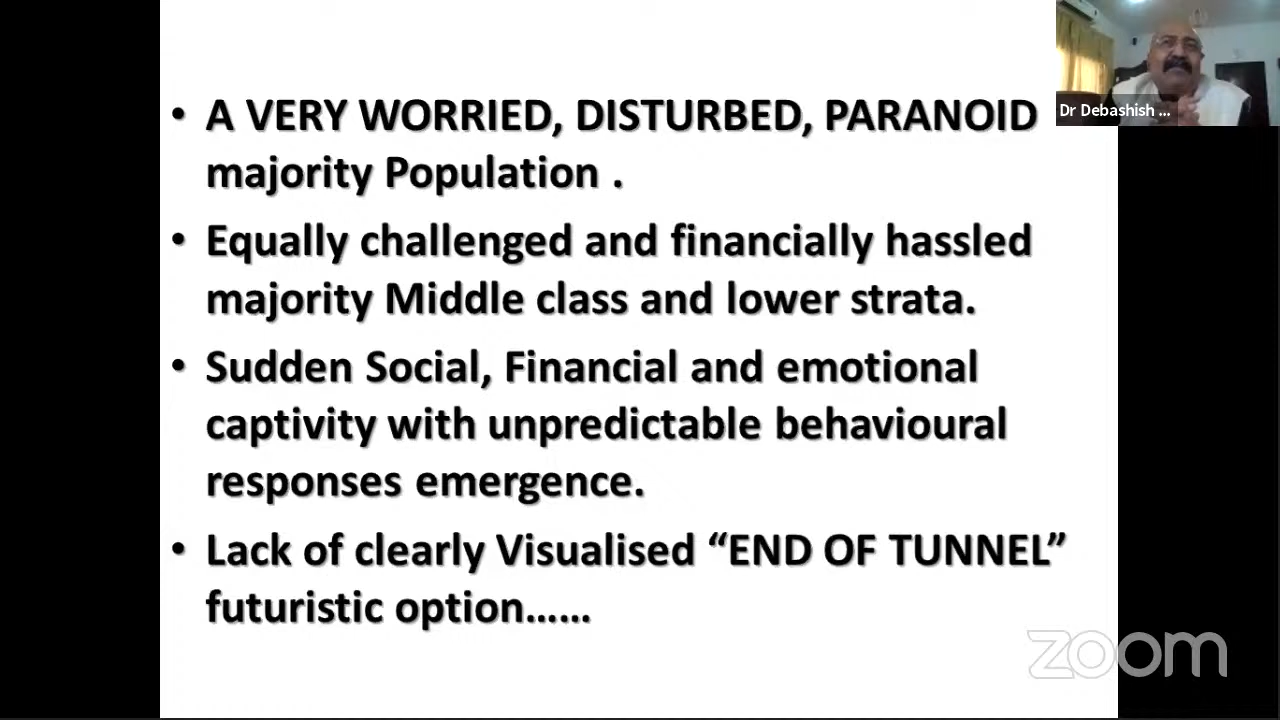 • A VERY WORRIED, DISTURBED, PARANOID
majority Population .
• Equally challenged and financially hassled
majority Middle class and lower strata.
• Sudden Social, Financial and emotional
captivity with unpredictable behavioural
responses emergence.
• Lack of clearly Visualised “END OF TUNNEL”
futuristic option......
Dr Debashish ...
zoom